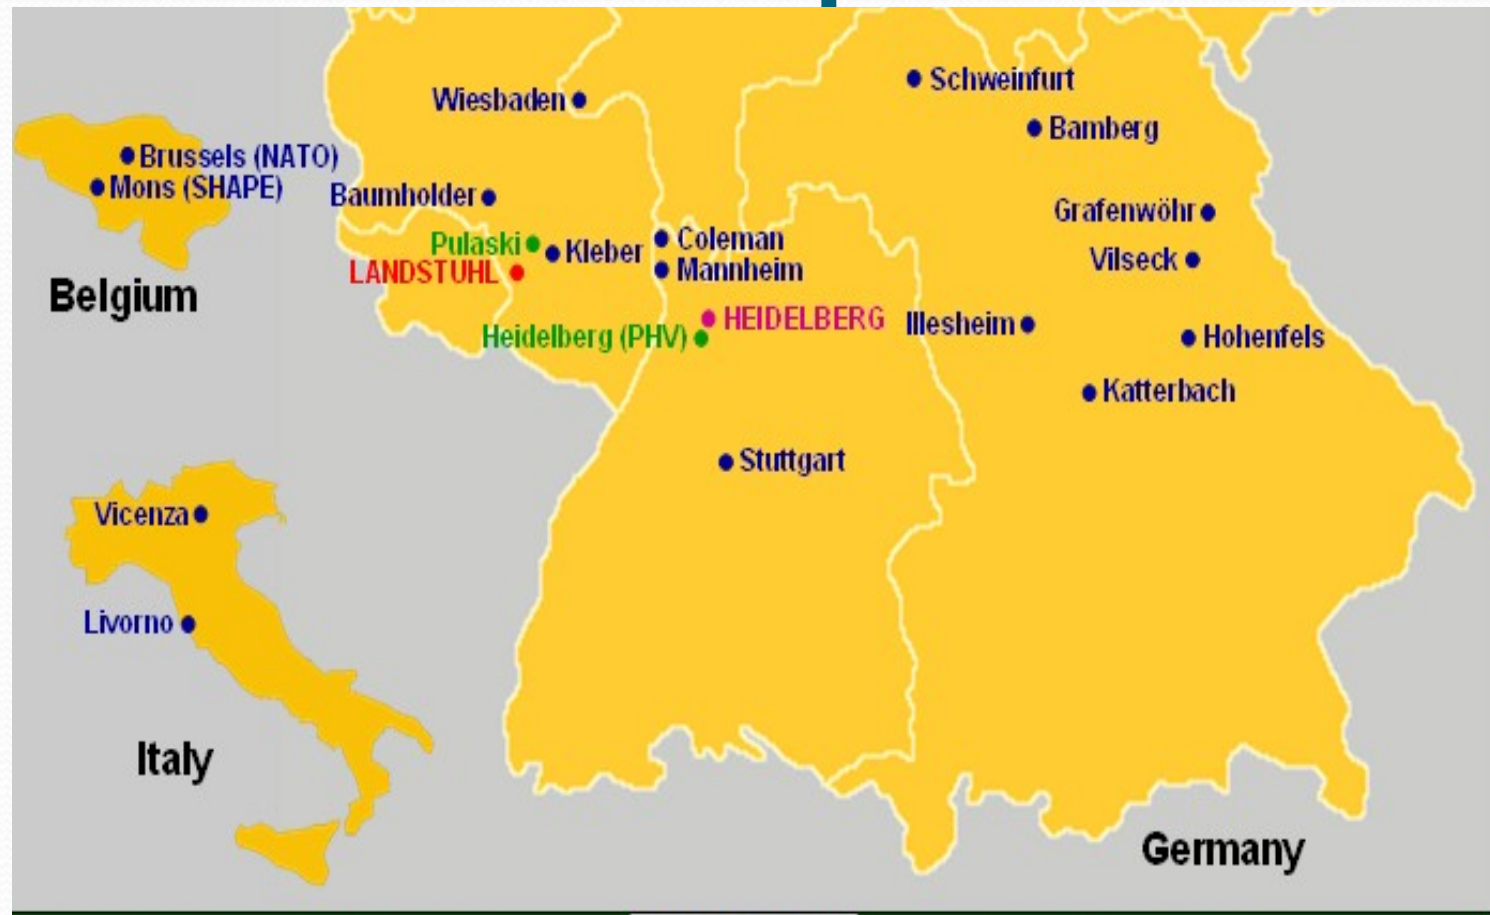 Schweinfurt
Wiesbaden
Bamberg
Brussels (NATO)
Mons (SHAPE)
Baumholder
Grafenwöhr
Pulaski
Kleber
Coleman
Vilseck
LANDSTUHL
Mannheim
Belgium
HEIDELBERG
Illesheim
Heidelberg (PHV)
Hohenfels
Katterbach
Stuttgart
Vicenza
Livorno
Italy
Germany